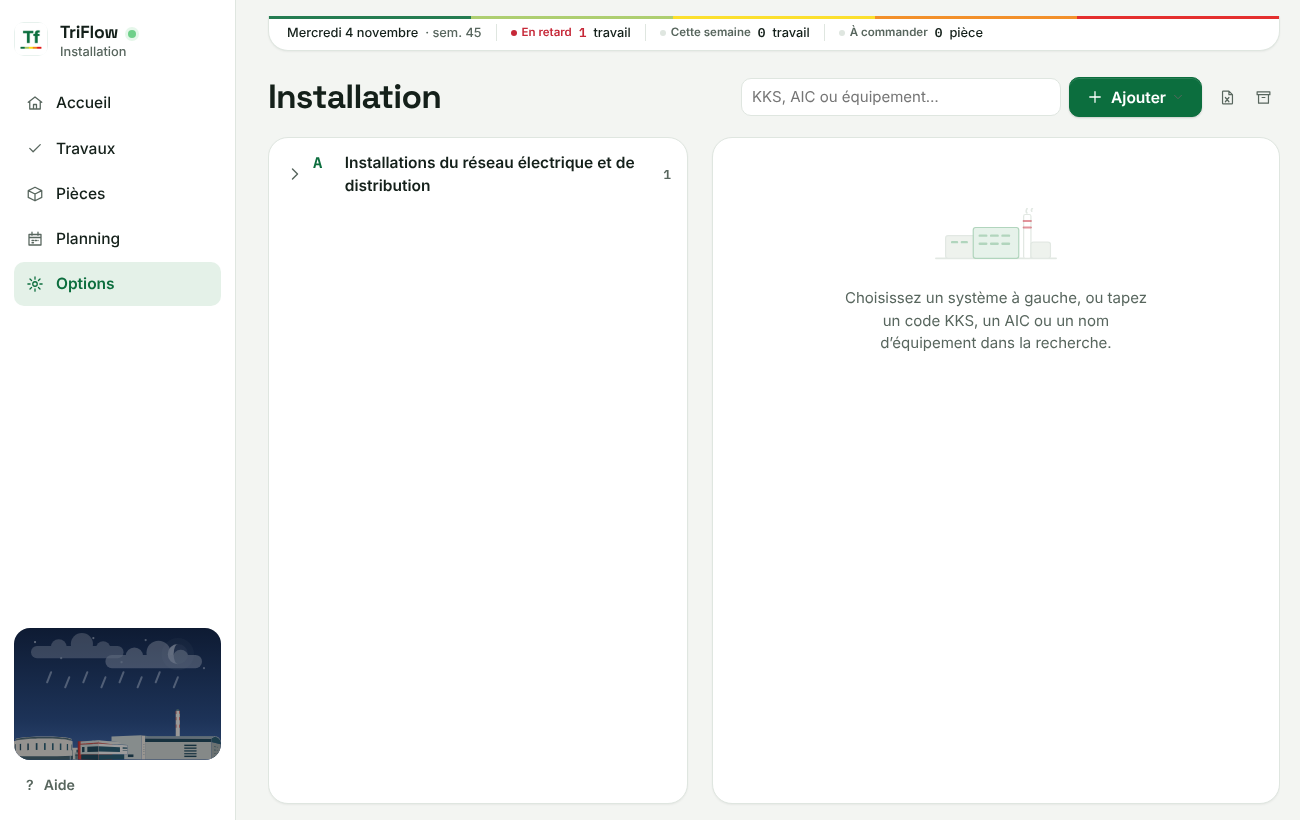 Tf
TriFlow
Installation
Accueil
Travaux
Pièces
Planning
Options
? Aide
Mercredi 4 novembre · sem. 45
En retard 1 travail
Cette semaine 0 travail
À commander 0 pièce
Installation
KKS, AIC ou équipement…
+ Ajouter
A Installations du réseau électrique et de
distribution
1
Choisissez un système à gauche, ou tapez
un code KKS, un AIC ou un nom
d’équipement dans la recherche.